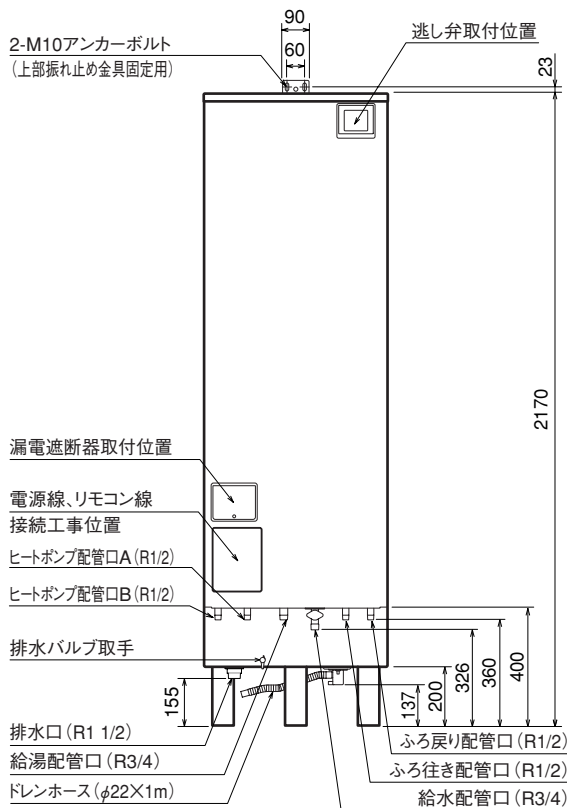 90
60
2-M10アンカーボルト
(上部振れ止め金具固定用)
逃し弁取付位置
23
2170
漏電遮断器取付位置
電源線、リモコン線
接続工事位置
ヒートポンプ配管口A(R1/2)
ヒートポンプ配管口B(R1/2)
排水バルブ取手
155
137
200
326
360
400
排水口(R1 1/2)
給湯配管口(R3/4)
ドレンホース(φ22×1m)
ふろ戻り配管口(R1/2)
ふろ往き配管口(R1/2)
給水配管口(R3/4)